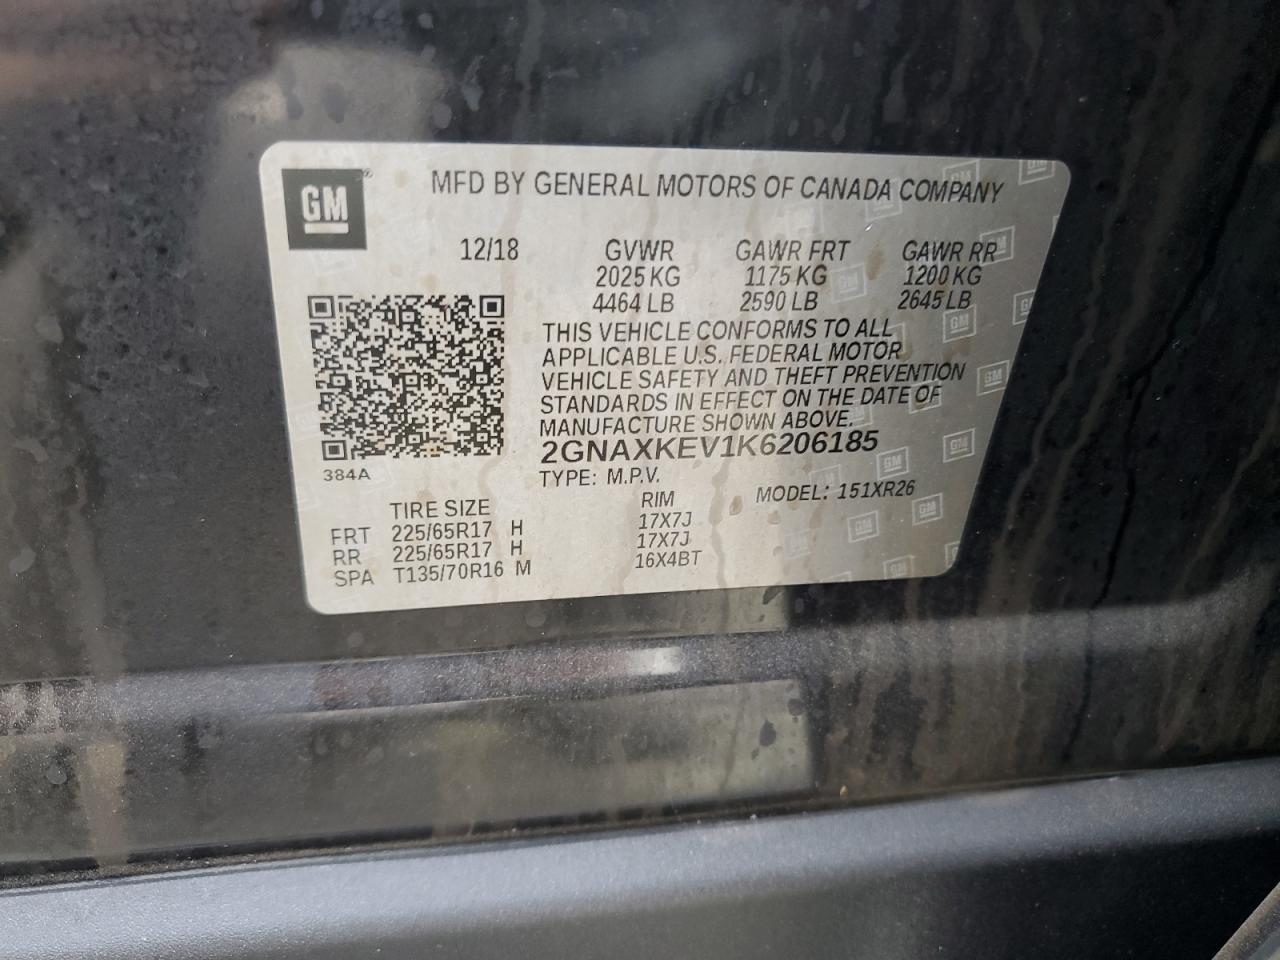 GM
MFD BY GENERAL MOTORS OF CANADA COMPANY
12/18 GVWR GAWR FRT GAWR RR
2025 KG 1175 KG 1200 KG
4464 LB 2590 LB 2645 LB
THIS VEHICLE CONFORMS TO ALL
APPLICABLE U.S. FEDERAL MOTOR
VEHICLE SAFETY AND THEFT PREVENTION
STANDARDS IN EFFECT ON THE DATE OF
MANUFACTURE SHOWN ABOVE.
2GNAXKEV1K6206185
384A
TYPE: M.P.V. MODEL: 151XR26
TIRE SIZE RIM
FRT 225/65R17 H 17X7J
RR 225/65R17 H 17X7J
SPA T135/70R16 M 16X4BT